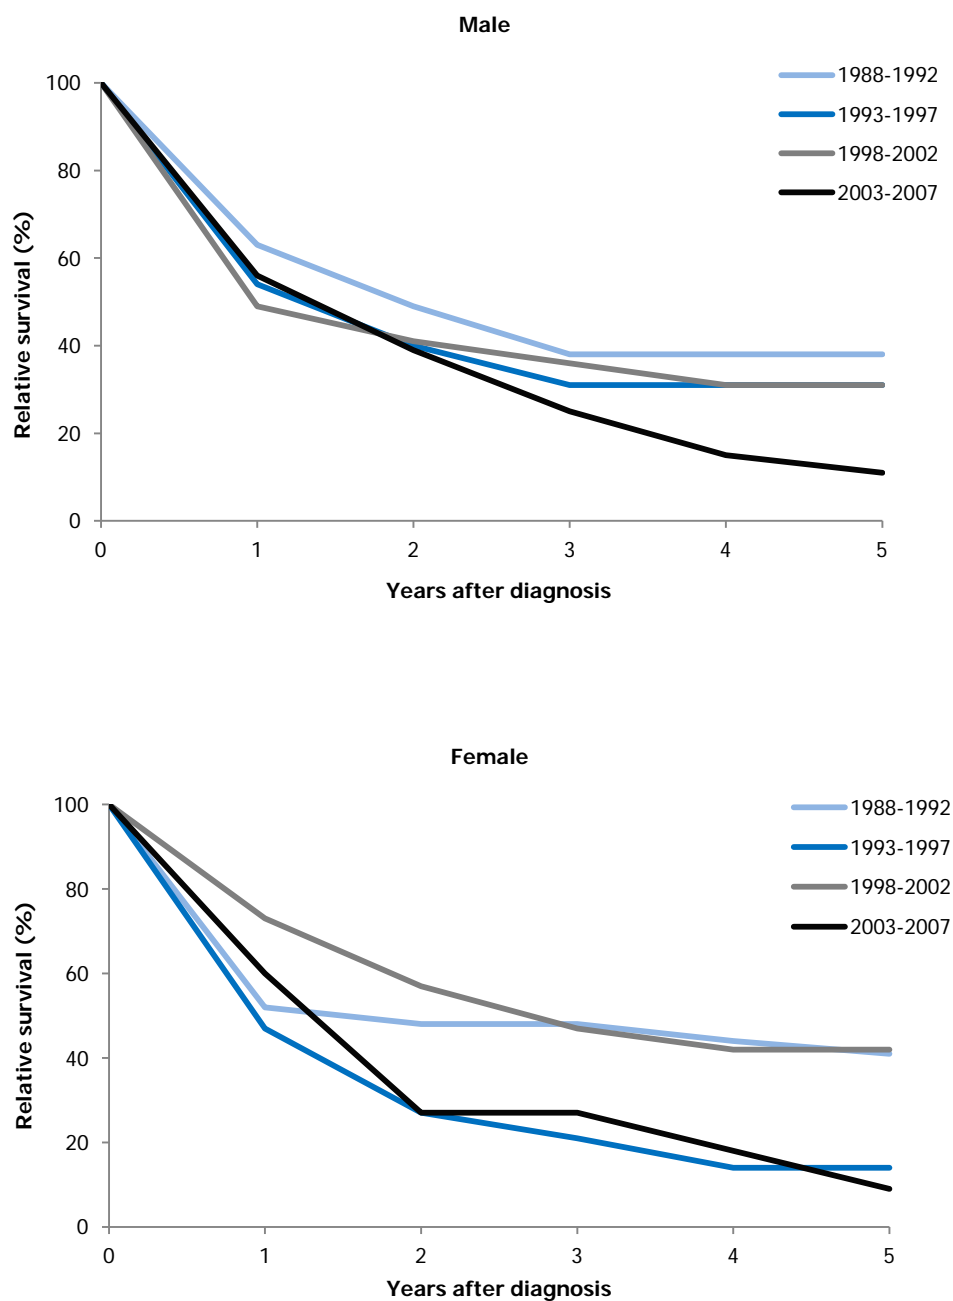 Male
1988-1992
1993-1997
1998-2002
2003-2007
Relative survival (%)
100
80
60
40
20
0
0 1 2 3 4 5
Years after diagnosis
Female
1988-1992
1993-1997
1998-2002
2003-2007
Relative survival (%)
100
80
60
40
20
0
0 1 2 3 4 5
Years after diagnosis